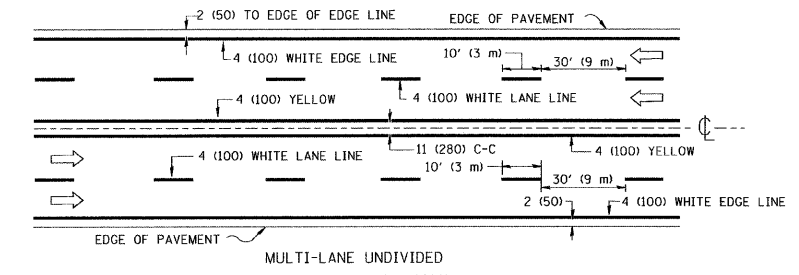 2 (50) TO EDGE OF EDGE LINE
EDGE OF PAVEMENT
4 (100) WHITE EDGE LINE
10' (3 m)
30' (9 m)
4 (100) YELLOW
4 (100) WHITE LANE LINE
℄
11 (280) C-C
4 (100) YELLOW
4 (100) WHITE LANE LINE
10' (3 m)
30' (9 m)
2 (50)
4 (100) WHITE EDGE LINE
EDGE OF PAVEMENT
MULTI-LANE UNDIVIDED